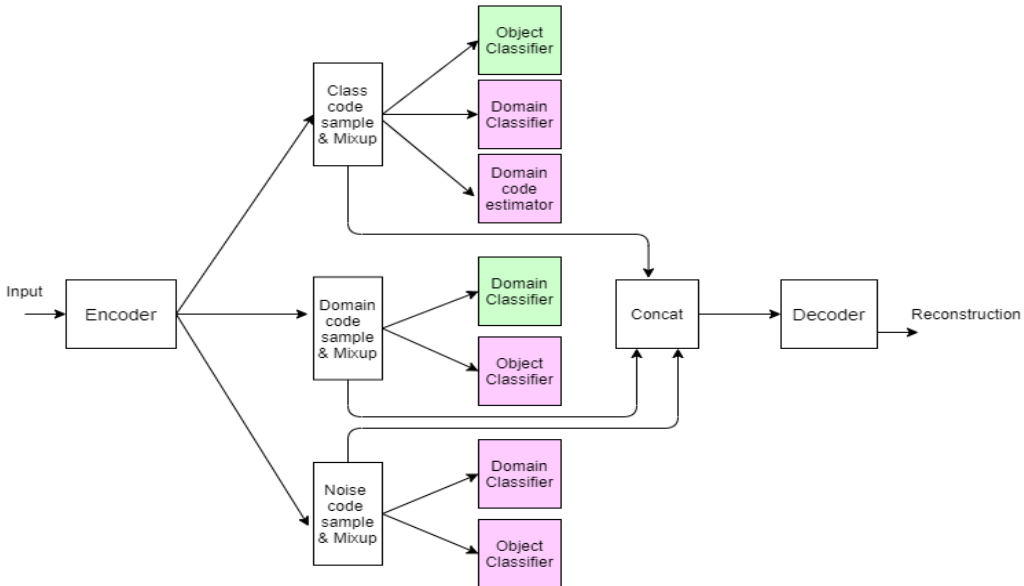 Object
Classifier
Class
code
sample
& Mixup
Domain
Classifier
Domain
code
estimator
Input
Encoder
Domain
code
sample
& Mixup
Domain
Classifier
Object
Classifier
Concat
Decoder
Reconstruction
Noise
code
sample
& Mixup
Domain
Classifier
Object
Classifier